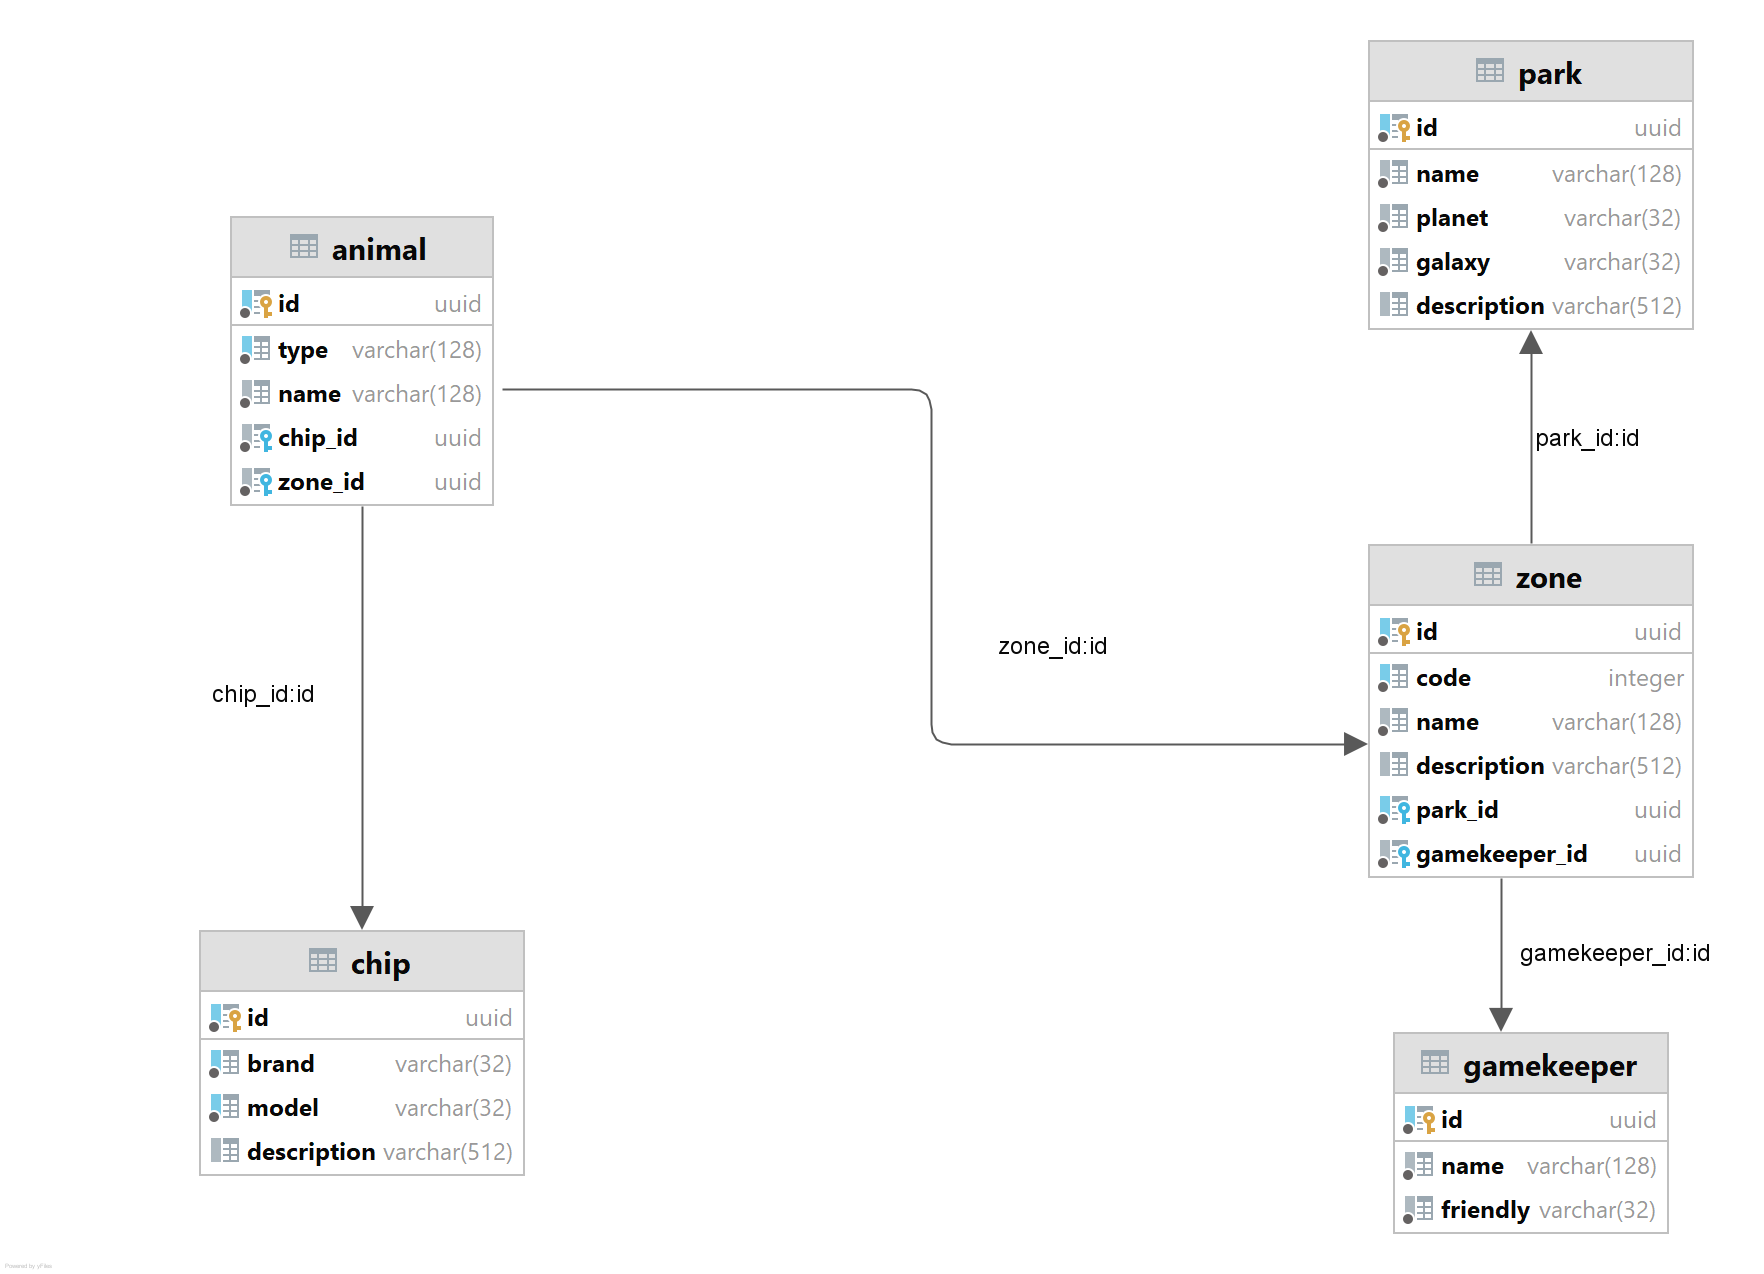 park
id uuid
name varchar(128)
planet varchar(32)
galaxy varchar(32)
description varchar(512)
animal
id uuid
type varchar(128)
name varchar(128)
chip_id uuid
zone_id uuid
park_id:id
zone
id uuid
code integer
name varchar(128)
description varchar(512)
park_id uuid
gamekeeper_id uuid
zone_id:id
chip_id:id
gamekeeper_id:id
chip
id uuid
brand varchar(32)
model varchar(32)
description varchar(512)
gamekeeper
id uuid
name varchar(128)
friendly varchar(32)
Powered by yFiles